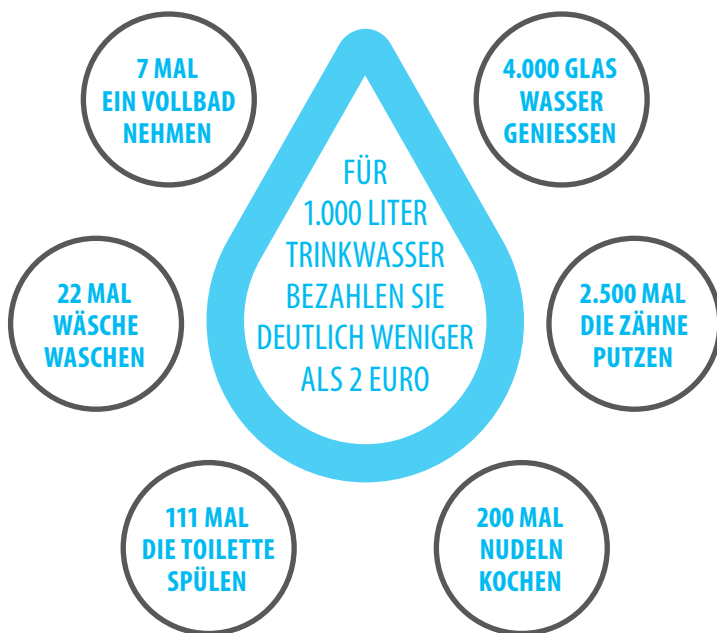 7 MAL
EIN VOLLBAD
NEHMEN
4.000 GLAS
WASSER
GENIESSEN
FÜR
1.000 LITER
TRINKWASSER
BEZAHLEN SIE
DEUTLICH WENIGER
ALS 2 EURO
22 MAL
WÄSCHE
WASCHEN
2.500 MAL
DIE ZÄHNE
PUTZEN
111 MAL
DIE TOILETTE
SPÜLEN
200 MAL
NUDELN
KOCHEN